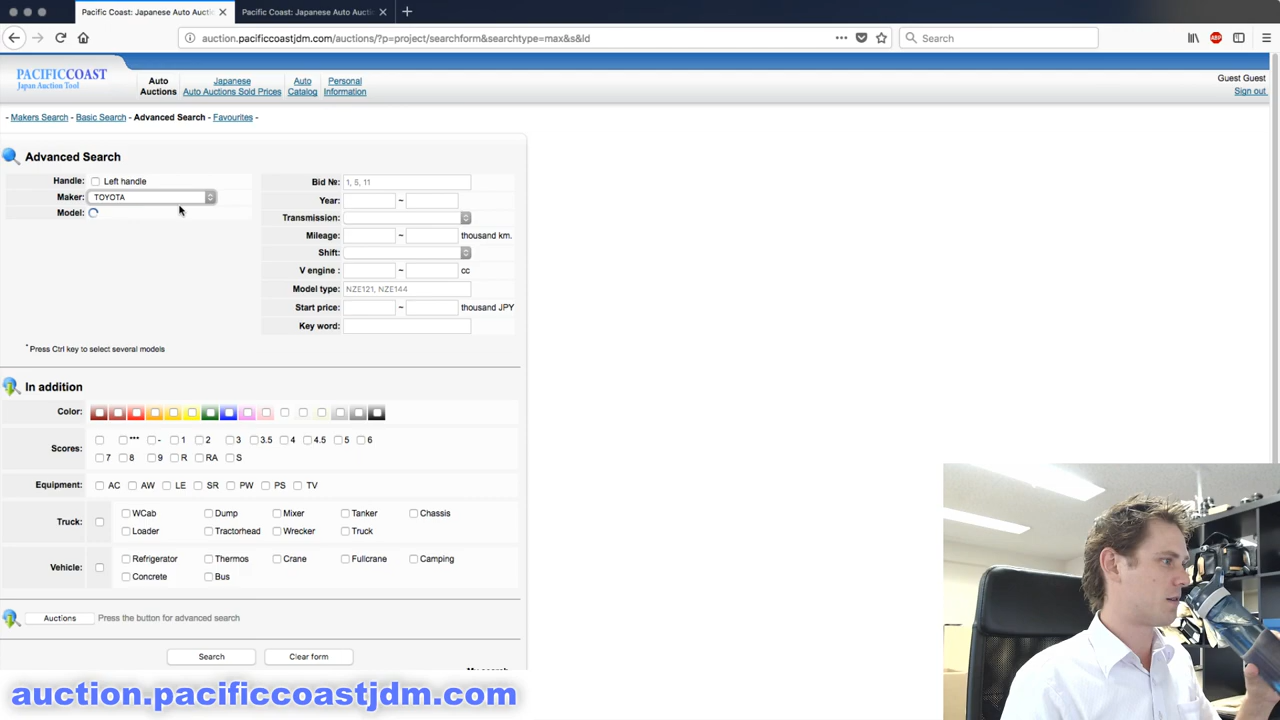 Pacific Coast: Japanese Auto Aucti
Pacific Coast: Japanese Auto Aucti
auction.pacificcoastjdm.com/auctions/?p=project/searchform&searchtype=max&s&ld
Search
ABP
PACIFICCOAST
Japan Auction Tool
Auto Auctions
Japanese Auto Auctions Sold Prices
Auto Catalog
Personal Information
Guest Guest
Sign out
- Makers Search - Basic Search - Advanced Search - Favourites -
Advanced Search
Handle: Left handle
Maker: TOYOTA
Model:
Bid №: 1, 5, 11
Year: ~
Transmission:
Mileage: ~ thousand km.
Shift:
V engine : ~ cc
Model type: NZE121, NZE144
Start price: ~ thousand JPY
Key word:
* Press Ctrl key to select several models
In addition
Color:
Scores: *** - 1 2 3 3.5 4 4.5 5 6
7 8 9 R RA S
Equipment: AC AW LE SR PW PS TV
Truck: WCab Dump Mixer Tanker Chassis
Loader Tractorhead Wrecker Truck
Vehicle: Refrigerator Thermos Crane Fullcrane Camping
Concrete Bus
Auctions Press the button for advanced search
Search Clear form
auction.pacificcoastjdm.com